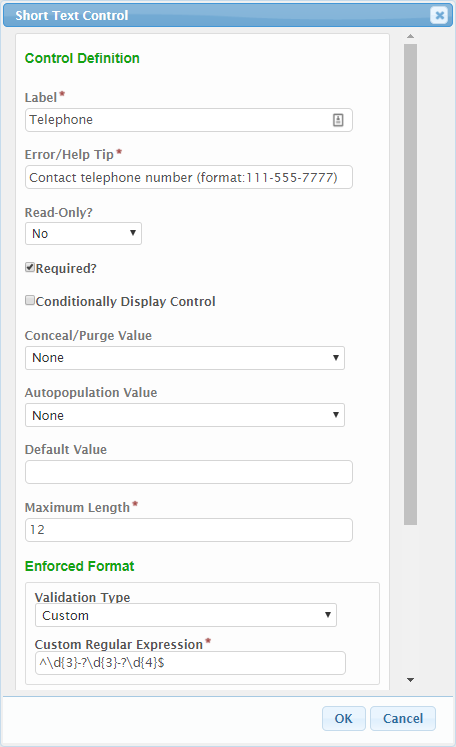 Short Text Control
Control Definition
Label*
Telephone
Error/Help Tip*
Contact telephone number (format:111-555-7777)
Read-Only?
No
Required?
Conditionally Display Control
Conceal/Purge Value
None
Autopopulation Value
None
Default Value
Maximum Length*
12
Enforced Format
Validation Type
Custom
Custom Regular Expression*
^\d{3}-?\d{3}-?\d{4}$
OK Cancel